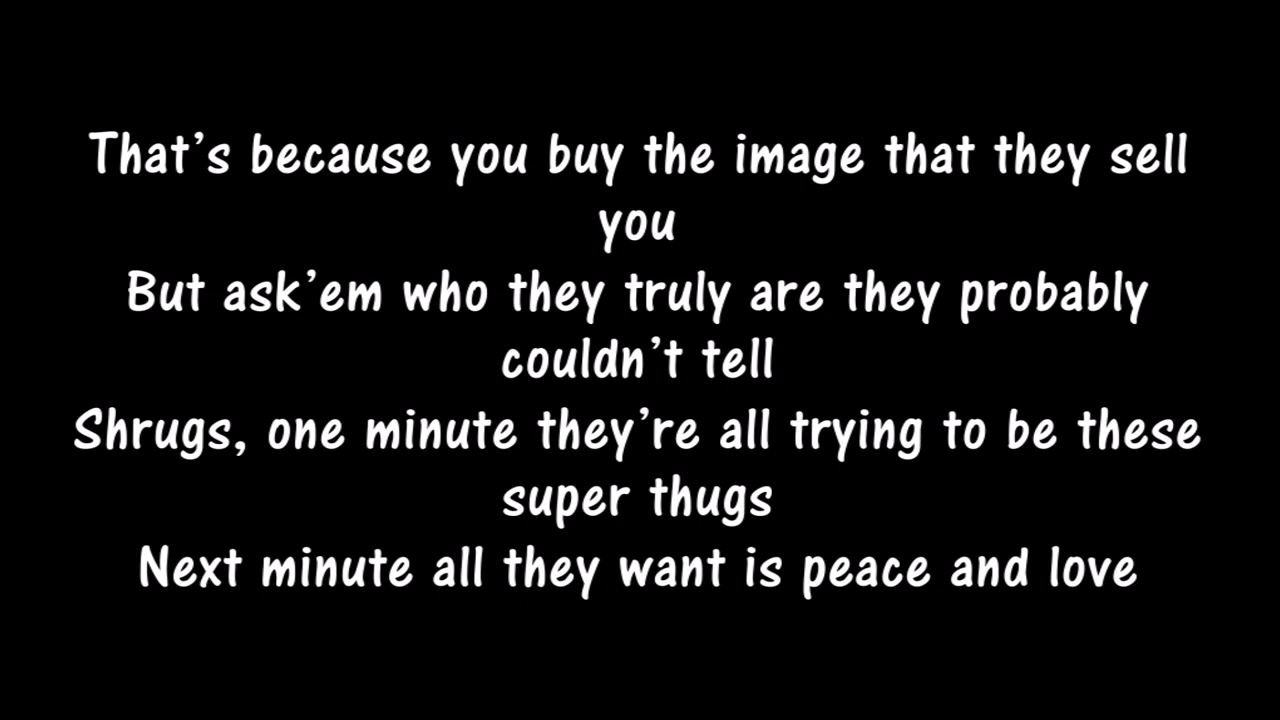 That’s because you buy the image that they sell
you
But ask’em who they truly are they probably
couldn’t tell
Shrugs, one minute they’re all trying to be these
super thugs
Next minute all they want is peace and love